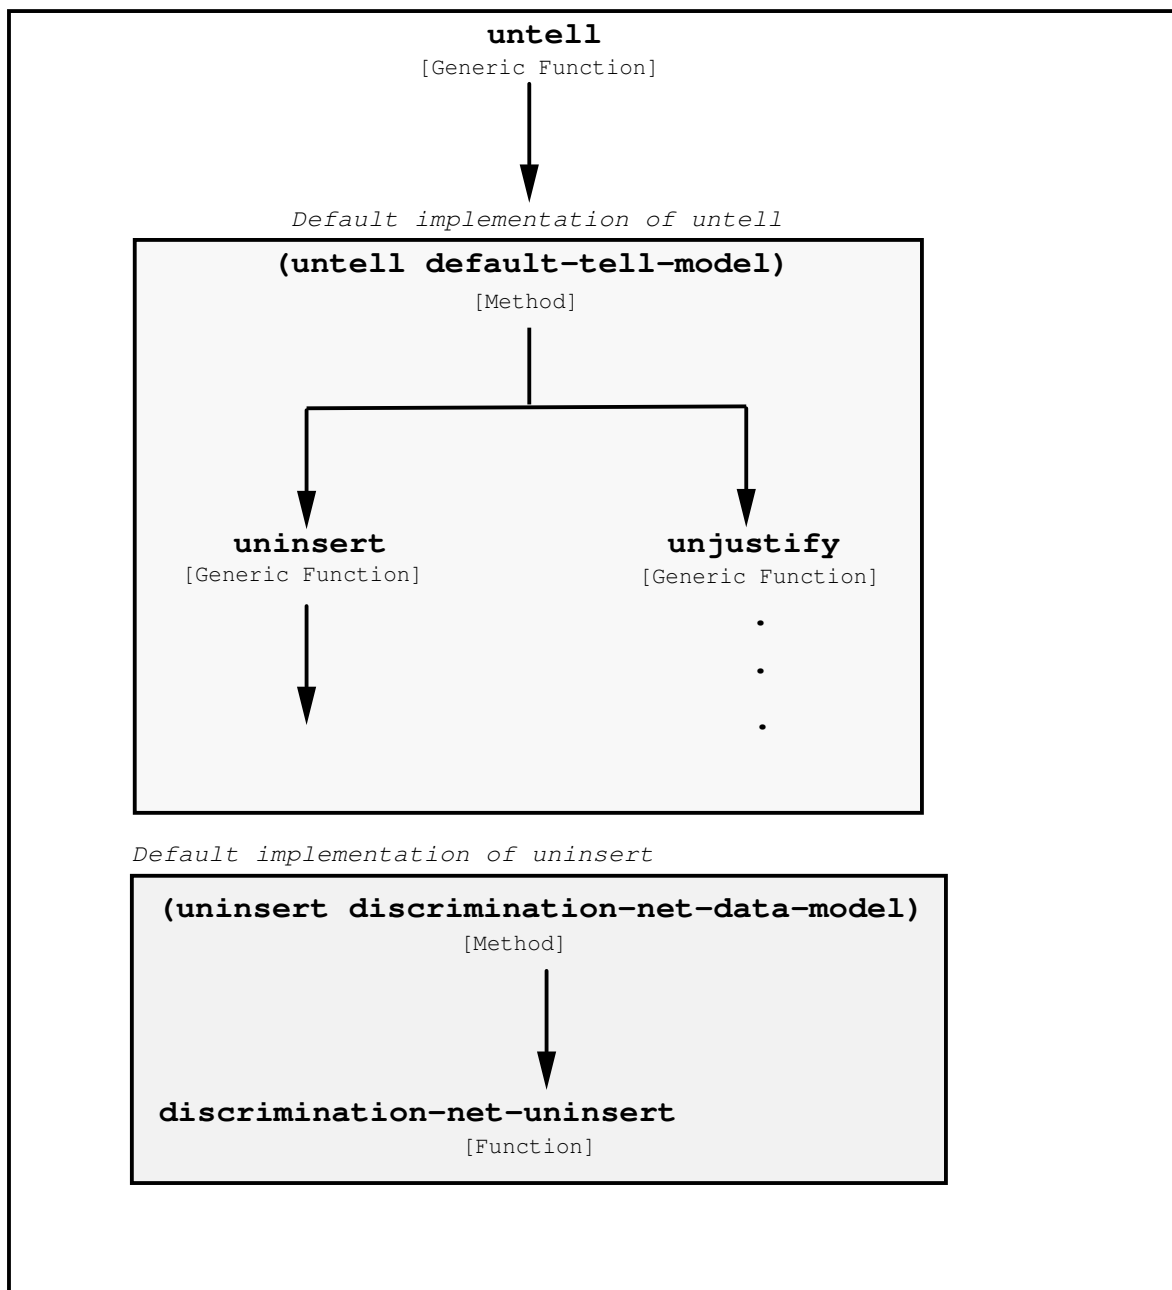 untell
[Generic Function]
Default implementation of untell
(untell default-tell-model)
[Method]
uninsert unjustify
[Generic Function] [Generic Function]
.
.
.
Default implementation of uninsert
(uninsert discrimination-net-data-model)
[Method]
discrimination-net-uninsert
[Function]